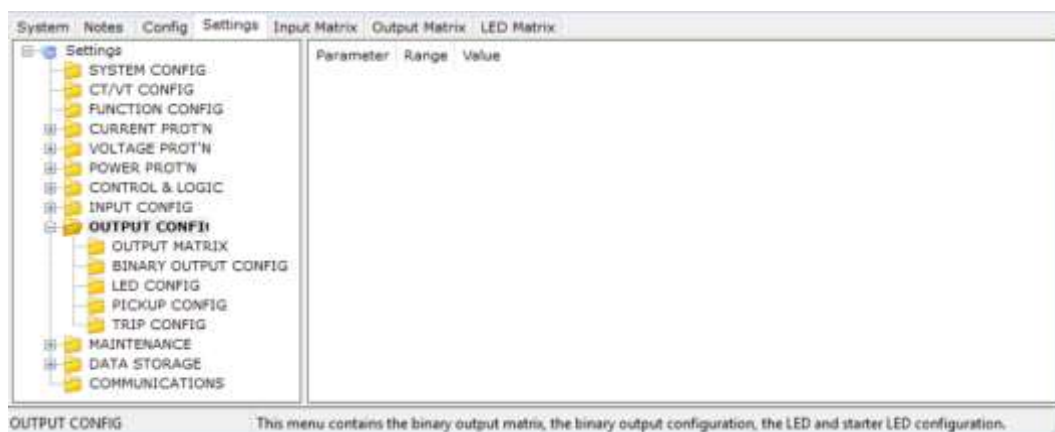 System Notes Config Settings Input Matrix Output Matrix LED Matrix
Settings
Parameter Range Value
SYSTEM CONFIG
CT/VT CONFIG
FUNCTION CONFIG
CURRENT PROT'N
VOLTAGE PROT'N
POWER PROT'N
CONTROL & LOGIC
INPUT CONFIG
OUTPUT CONFI
OUTPUT MATRIX
BINARY OUTPUT CONFIG
LED CONFIG
PICKUP CONFIG
TRIP CONFIG
MAINTENANCE
DATA STORAGE
COMMUNICATIONS
OUTPUT CONFIG This menu contains the binary output matrix, the binary output configuration, the LED and starter LED configuration.